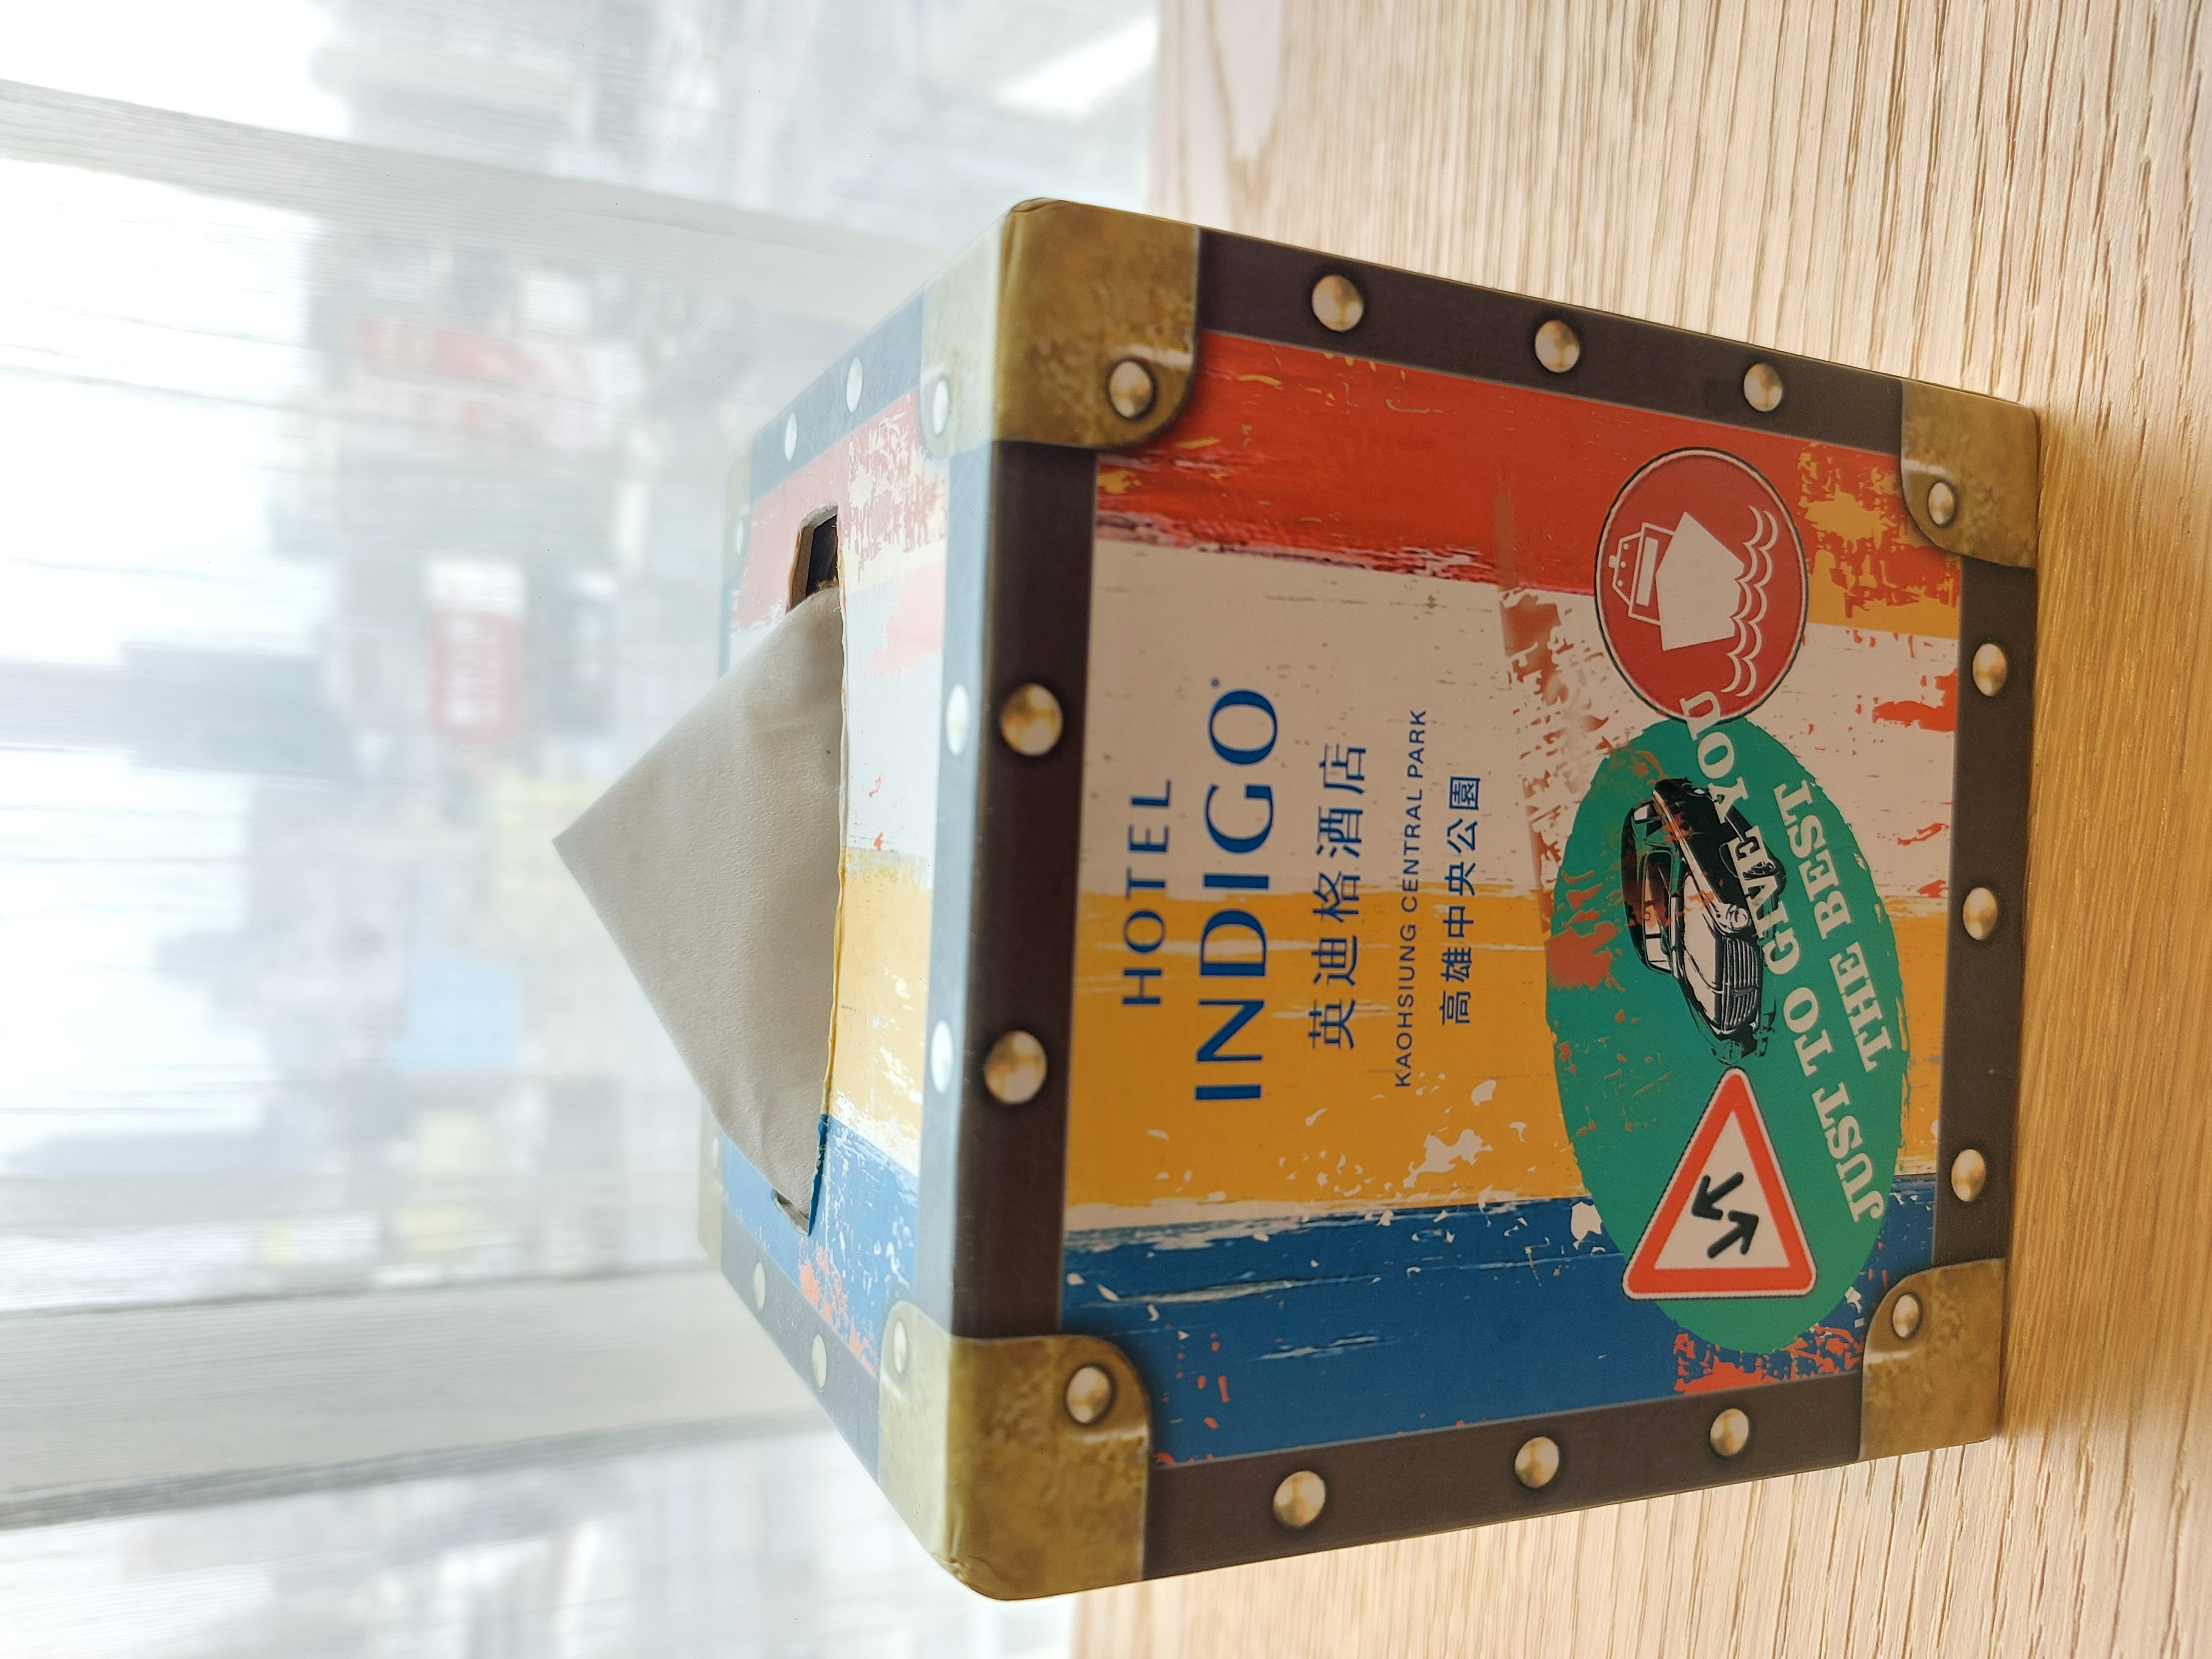 HOTEL
INDIGO
英迪格酒店
KAOHSIUNG CENTRAL PARK
高雄中央公園
JUST TO GIVE YOU
THE BEST